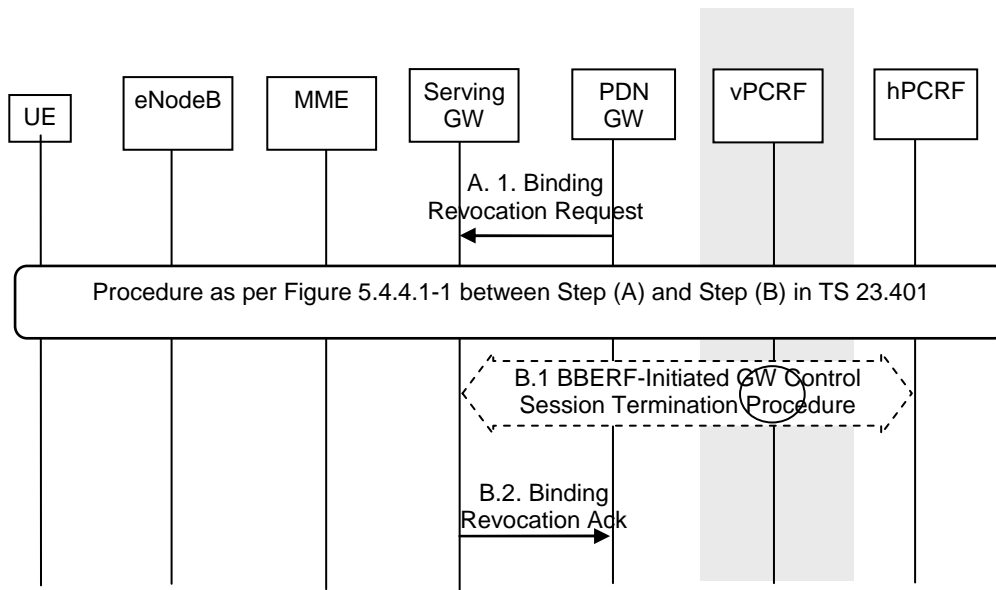 UE
eNodeB
MME
Serving
GW
PDN
GW
vPCRF
hPCRF
A. 1. Binding
Revocation Request
Procedure as per Figure 5.4.4.1-1 between Step (A) and Step (B) in TS 23.401
B.1 BBERF-Initiated GW Control
Session Termination Procedure
B.2. Binding
Revocation Ack